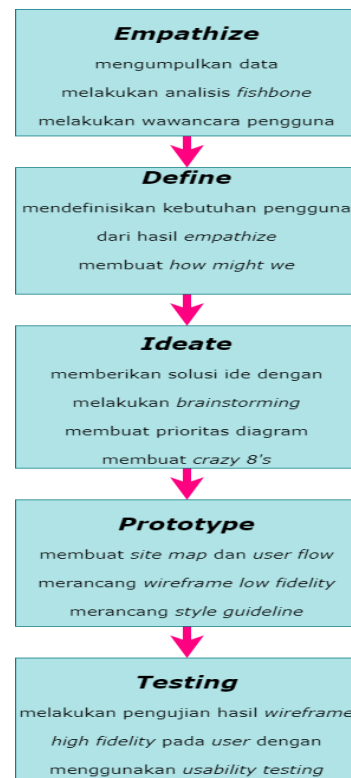 Empathize
mengumpulkan data
melakukan analisis fishbone
melakukan wawancara pengguna
Define
mendefinisikan kebutuhan pengguna
dari hasil empathize
membuat how might we
Ideate
memberikan solusi ide dengan
melakukan brainstorming
membuat prioritas diagram
membuat crazy 8's
Prototype
membuat site map dan user flow
merancang wireframe low fidelity
merancang style guideline
Testing
melakukan pengujian hasil wireframe
high fidelity pada user dengan
menggunakan usability testing